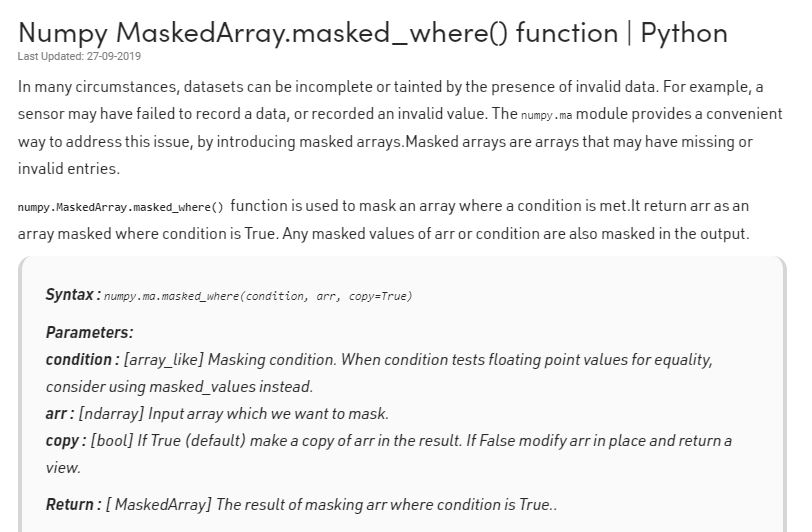 Numpy MaskedArray.masked_where() function | Python
Last Updated: 27-09-2019
In many circumstances, datasets can be incomplete or tainted by the presence of invalid data. For example, a
sensor may have failed to record a data, or recorded an invalid value. The numpy.ma module provides a convenient
way to address this issue, by introducing masked arrays.Masked arrays are arrays that may have missing or
invalid entries.
numpy.MaskedArray.masked_where() function is used to mask an array where a condition is met.It return arr as an
array masked where condition is True. Any masked values of arr or condition are also masked in the output.
Syntax : numpy.ma.masked_where(condition, arr, copy=True)
Parameters:
condition : [array_like] Masking condition. When condition tests floating point values for equality,
consider using masked_values instead.
arr : [ndarray] Input array which we want to mask.
copy : [bool] If True (default) make a copy of arr in the result. If False modify arr in place and return a
view.
Return : [ MaskedArray] The result of masking arr where condition is True..